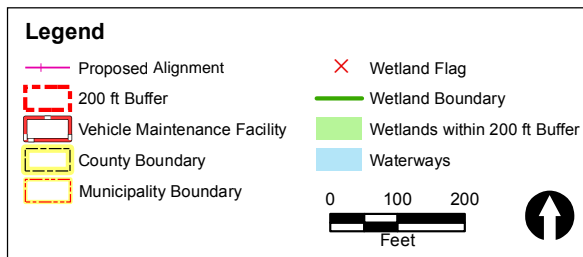 Legend
Proposed Alignment
200 ft Buffer
Vehicle Maintenance Facility
County Boundary
Municipality Boundary
Wetland Flag
Wetland Boundary
Wetlands within 200 ft Buffer
Waterways
0 100 200
Feet